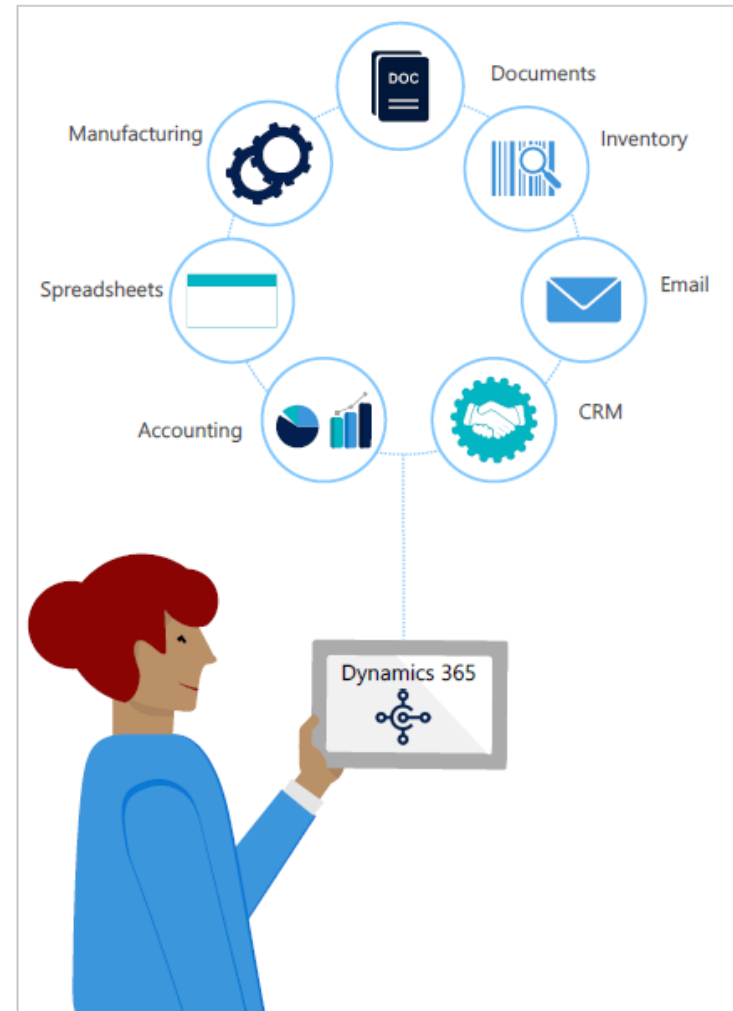 DOC
Documents
Manufacturing
Inventory
Spreadsheets
Email
Accounting
CRM
Dynamics 365